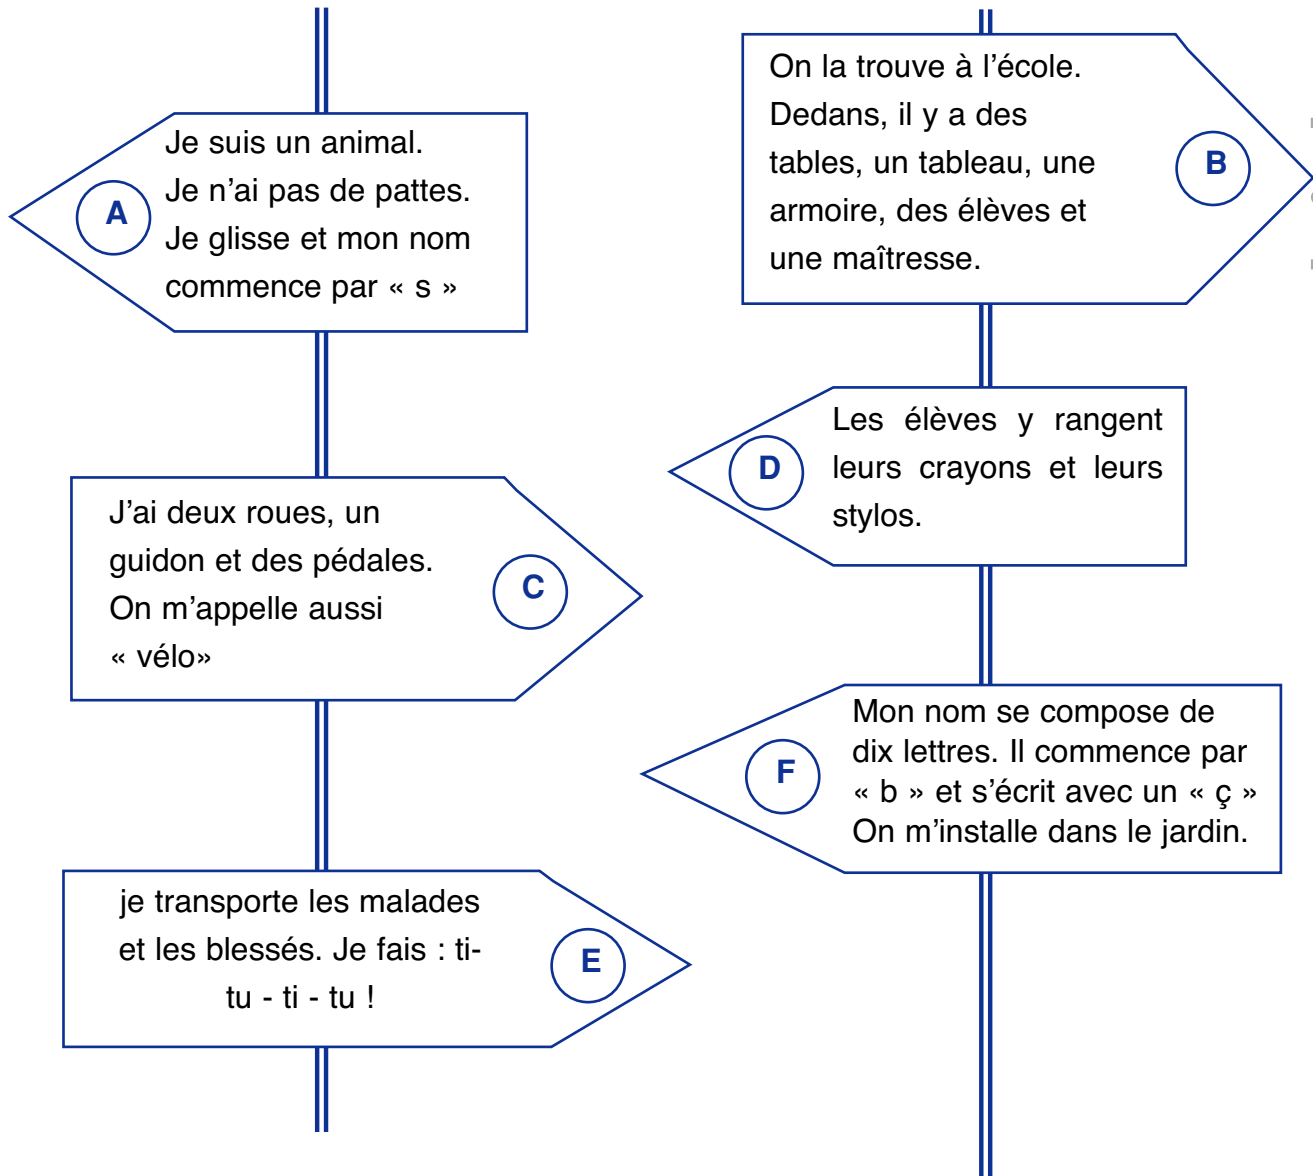 A
Je suis un animal.
Je n'ai pas de pattes.
Je glisse et mon nom
commence par « s »
B
On la trouve à l'école.
Dedans, il y a des
tables, un tableau, une
armoire, des élèves et
une maîtresse.
C
J'ai deux roues, un
guidon et des pédales.
On m'appelle aussi
« vélo»
D
Les élèves y rangent
leurs crayons et leurs
stylos.
E
je transporte les malades
et les blessés. Je fais : ti-
tu - ti - tu !
F
Mon nom se compose de
dix lettres. Il commence par
« b » et s'écrit avec un « ç »
On m'installe dans le jardin.